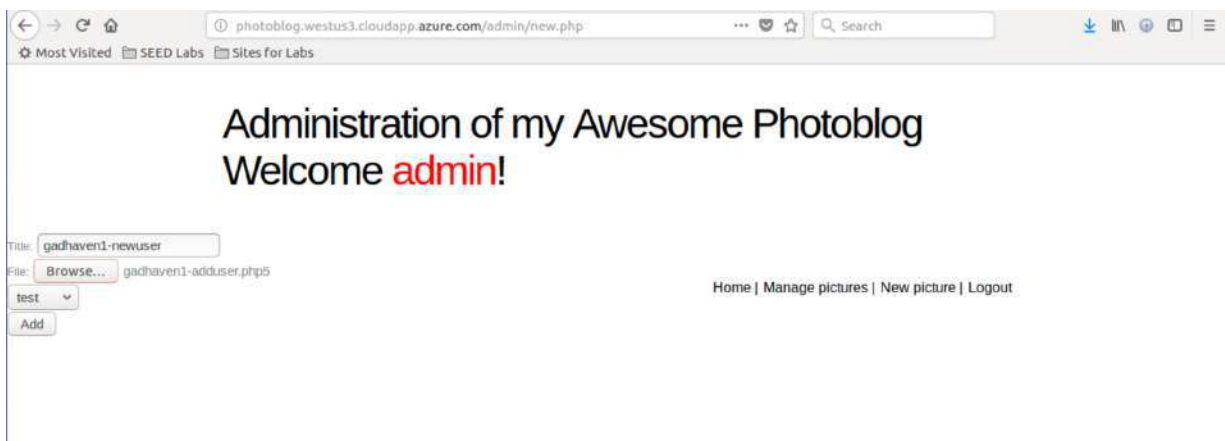 photoblog.westus3.cloudapp.azure.com/admin/new.php
Search
Most Visited SEED Labs Sites for Labs
Administration of my Awesome Photoblog
Welcome admin!
Title: gadhaven1-newuser
File: Browse... gadhaven1-adduser.php5
Home | Manage pictures | New picture | Logout
test
Add